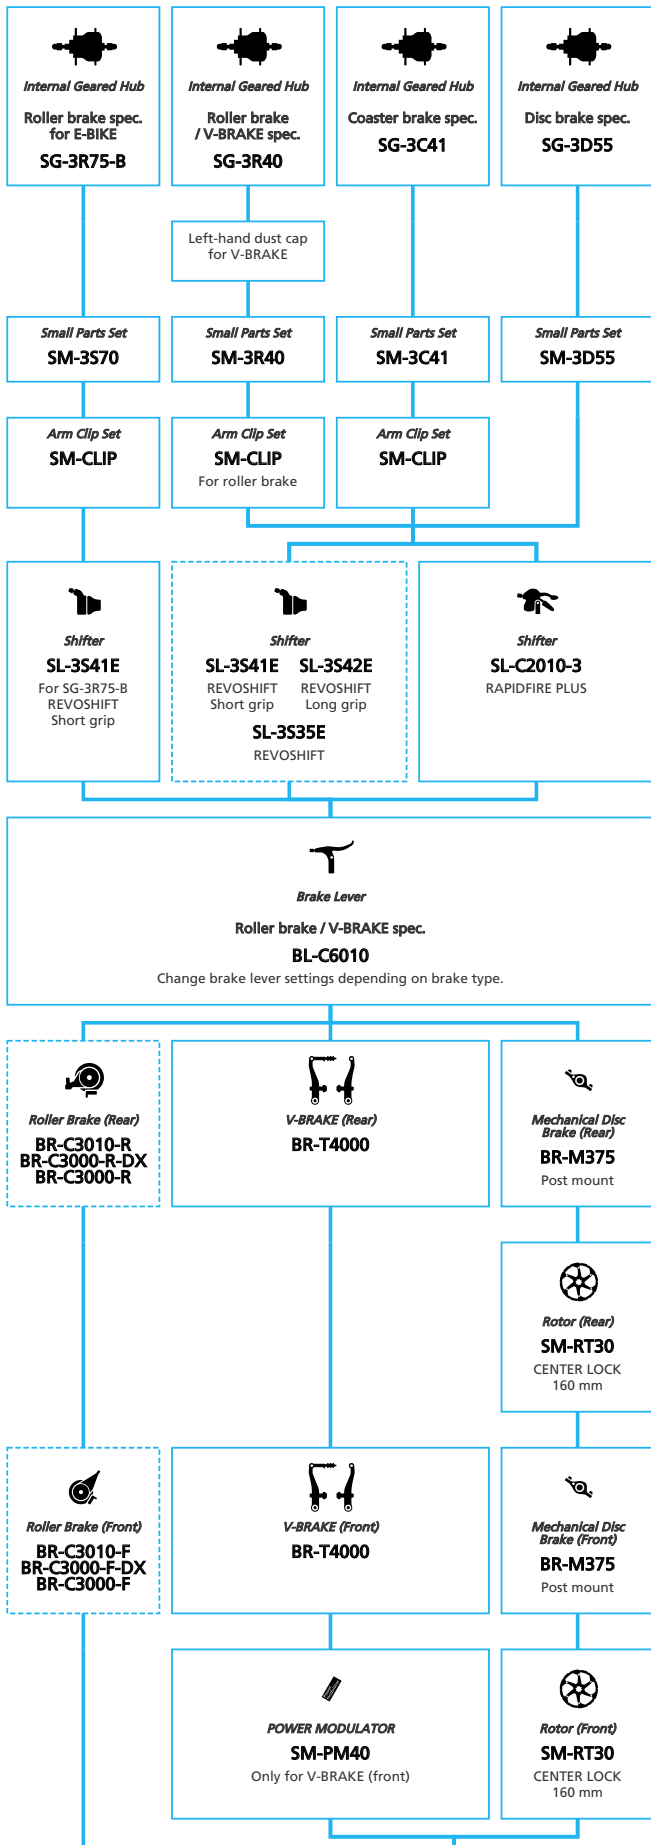 Internal Geared Hub
Roller brake spec.
for E-BIKE
SG-3R75-B
Internal Geared Hub
Roller brake
/ V-BRAKE spec.
SG-3R40
Internal Geared Hub
Coaster brake spec.
SG-3C41
Internal Geared Hub
Disc brake spec.
SG-3D55
Left-hand dust cap
for V-BRAKE
Small Parts Set
SM-3S70
Small Parts Set
SM-3R40
Small Parts Set
SM-3C41
Small Parts Set
SM-3D55
Arm Clip Set
SM-CLIP
Arm Clip Set
SM-CLIP
For roller brake
Arm Clip Set
SM-CLIP
Shifter
SL-3S41E
For SG-3R75-B
REVOSHIFT
Short grip
Shifter
SL-3S41E
REVOSHIFT
Short grip
SL-3S42E
REVOSHIFT
Long grip
SL-3S35E
REVOSHIFT
Shifter
SL-C2010-3
RAPIDFIRE PLUS
Brake Lever
Roller brake / V-BRAKE spec.
BL-C6010
Change brake lever settings depending on brake type.
Roller Brake (Rear)
BR-C3010-R
BR-C3000-R-DX
BR-C3000-R
V-BRAKE (Rear)
BR-T4000
Mechanical Disc
Brake (Rear)
BR-M375
Post mount
Rotor (Rear)
SM-RT30
CENTER LOCK
160 mm
Roller Brake (Front)
BR-C3010-F
BR-C3000-F-DX
BR-C3000-F
V-BRAKE (Front)
BR-T4000
Mechanical Disc
Brake (Front)
BR-M375
Post mount
POWER MODULATOR
SM-PM40
Only for V-BRAKE (front)
Rotor (Front)
SM-RT30
CENTER LOCK
160 mm